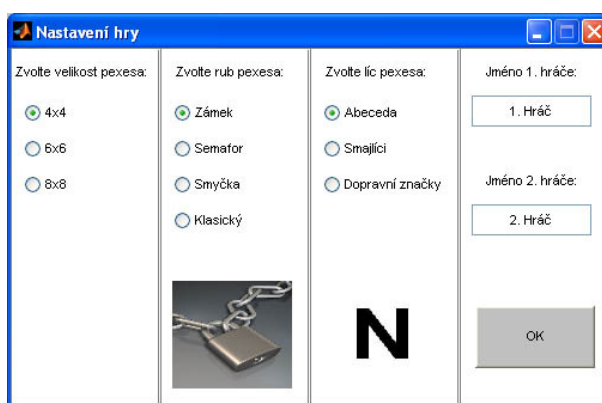 Nastavení hry
Zvolte velikost pexesa:
4x4
6x6
8x8
Zvolte rub pexesa:
Zámek
Semafor
Smyčka
Klasický
Zvolte líc pexesa:
Abeceda
Smajlíci
Dopravní značky
N
Jméno 1. hráče:
1. Hráč
Jméno 2. hráče:
2. Hráč
OK